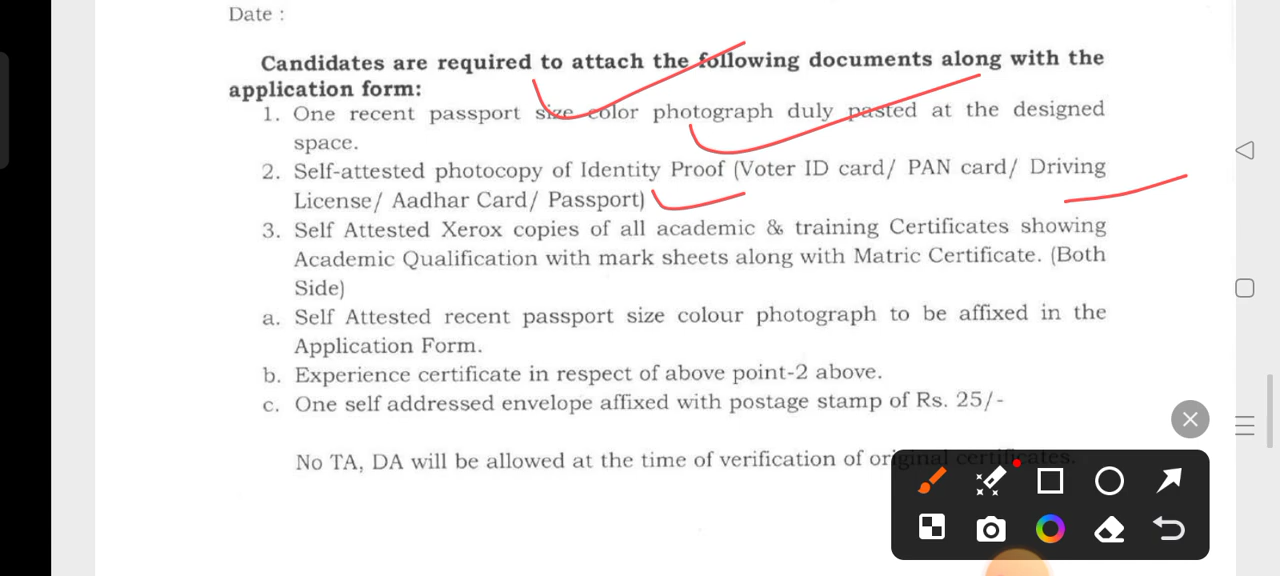 Date :
Candidates are required to attach the following documents along with the
application form:
1. One recent passport size color photograph duly pasted at the designed
space.
2. Self-attested photocopy of Identity Proof (Voter ID card/ PAN card/ Driving
License/ Aadhar Card/ Passport)
3. Self Attested Xerox copies of all academic & training Certificates showing
Academic Qualification with mark sheets along with Matric Certificate. (Both
Side)
a. Self Attested recent passport size colour photograph to be affixed in the
Application Form.
b. Experience certificate in respect of above point-2 above.
c. One self addressed envelope affixed with postage stamp of Rs. 25/-
No TA, DA will be allowed at the time of verification of original certificates.